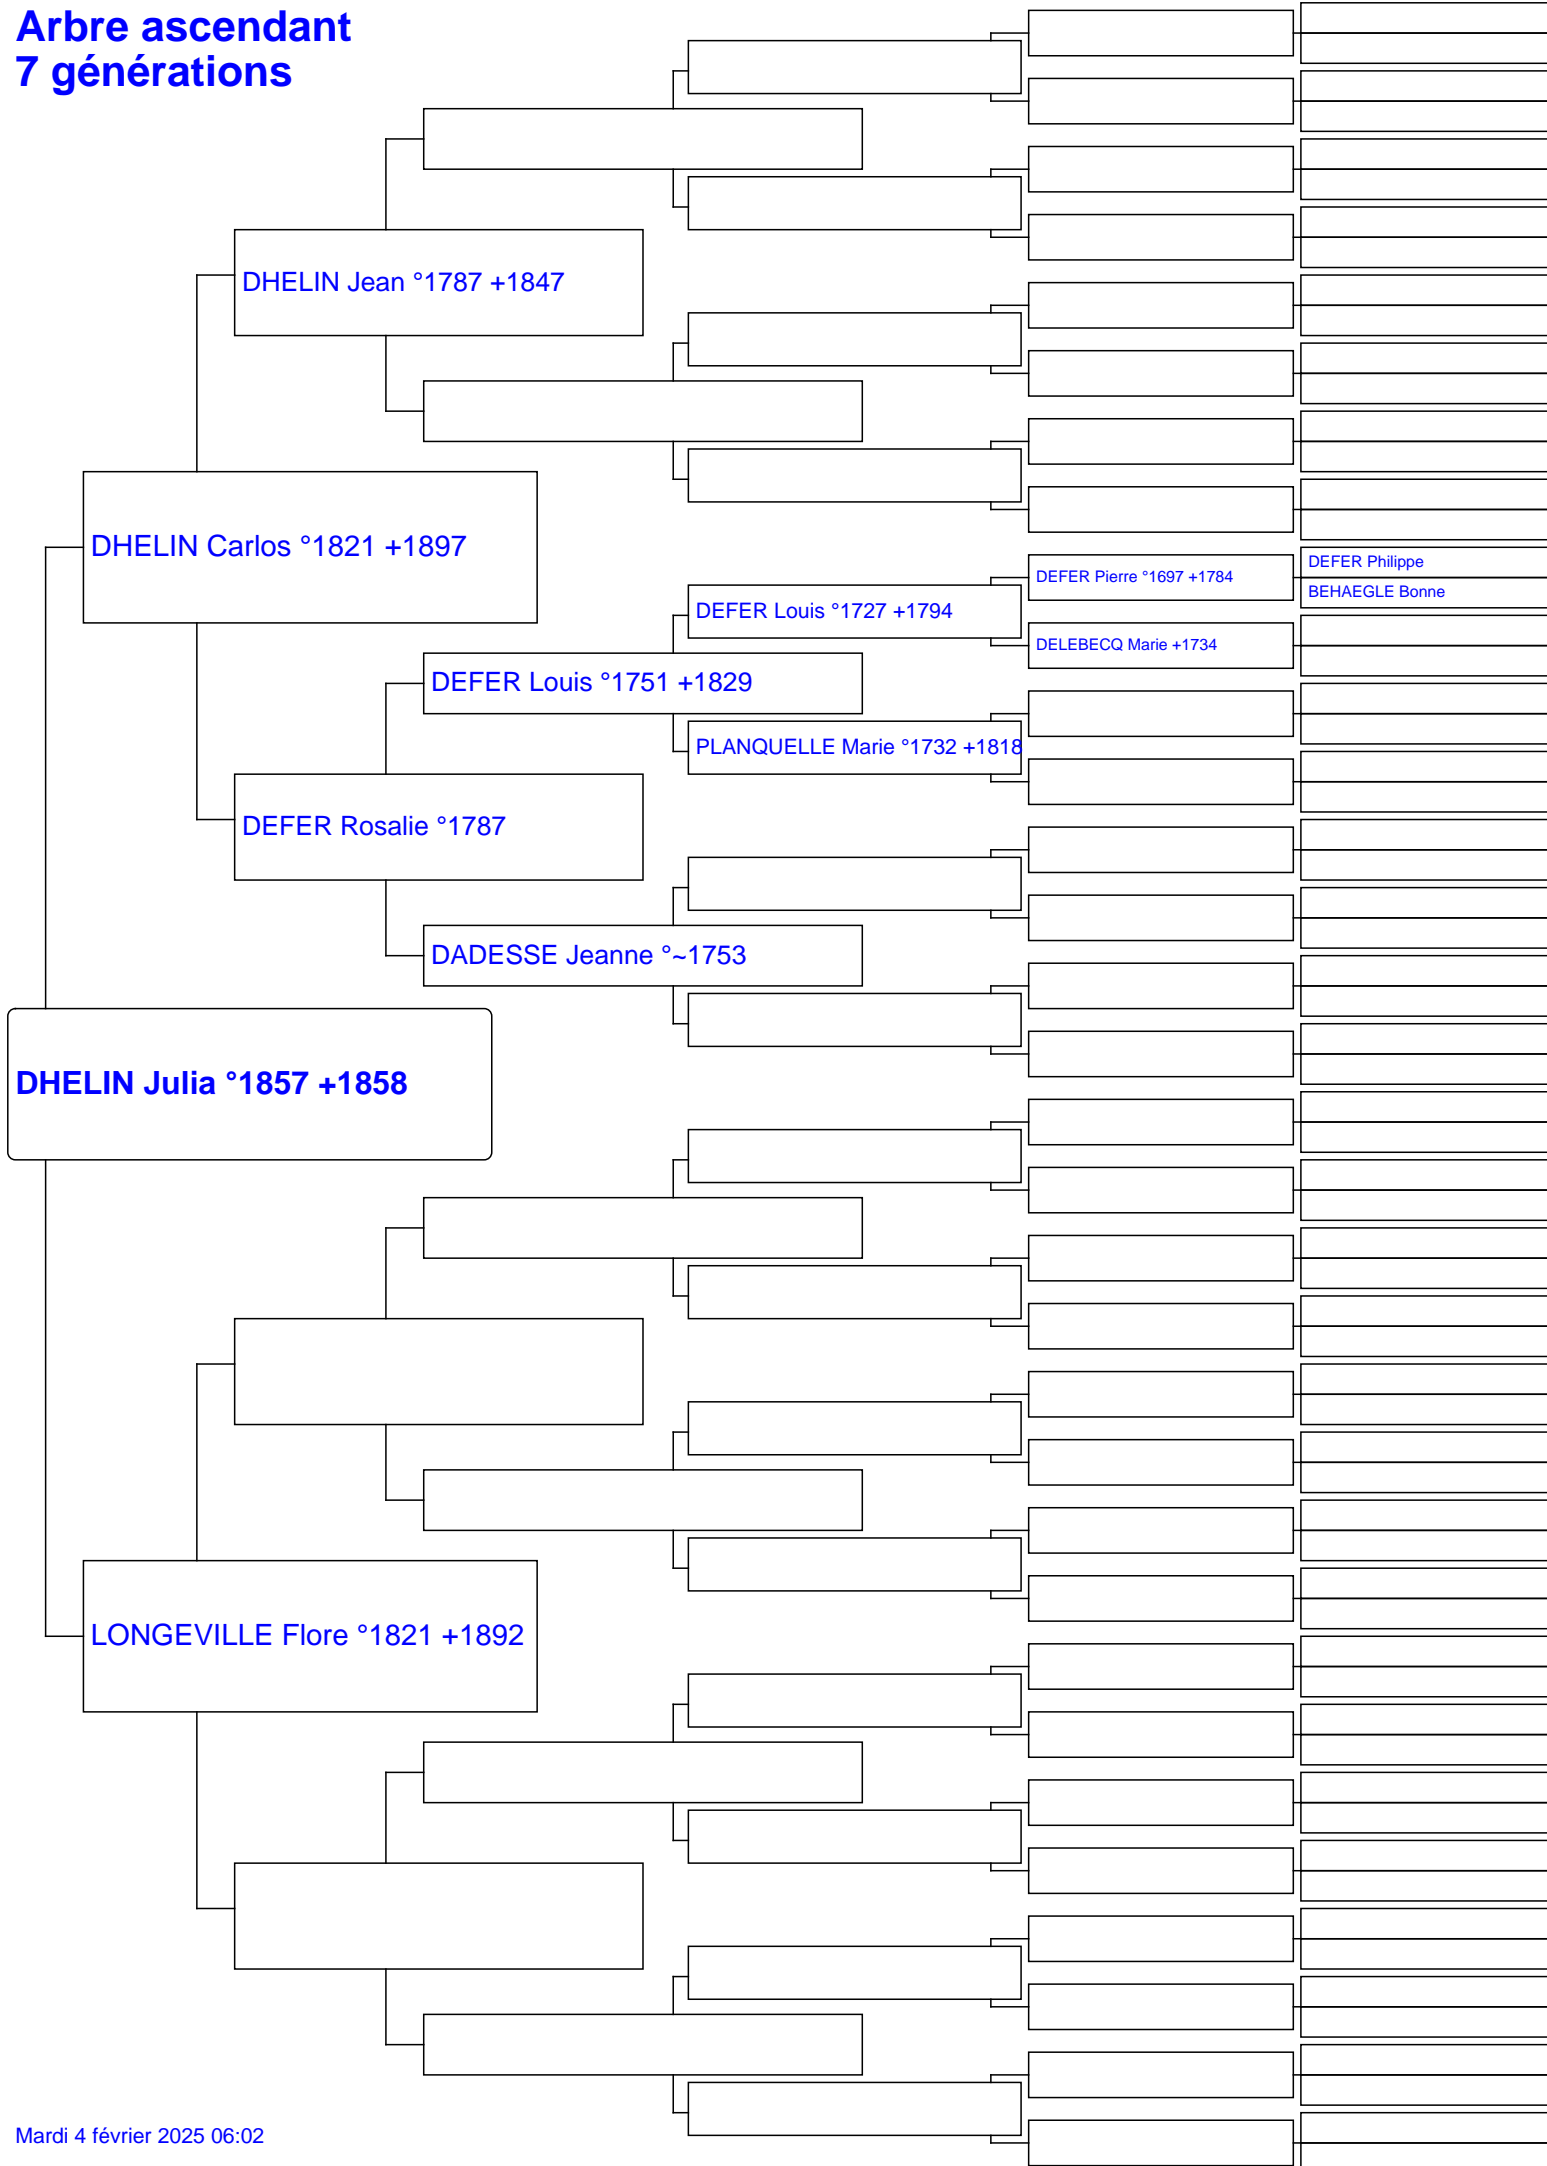 Arbre ascendant
7 générations
DHELIN Jean °1787 +1847
DHELIN Carlos °1821 +1897
DEFER Philippe
DEFER Pierre °1697 +1784
BEHAEGLE Bonne
DEFER Louis °1727 +1794
DELEBECQ Marie +1734
DEFER Louis °1751 +1829
PLANQUELLE Marie °1732 +1818
DEFER Rosalie °1787
DADESSE Jeanne °~1753
DHELIN Julia °1857 +1858
LONGEVILLE Flore °1821 +1892
Mardi 4 février 2025 06:02